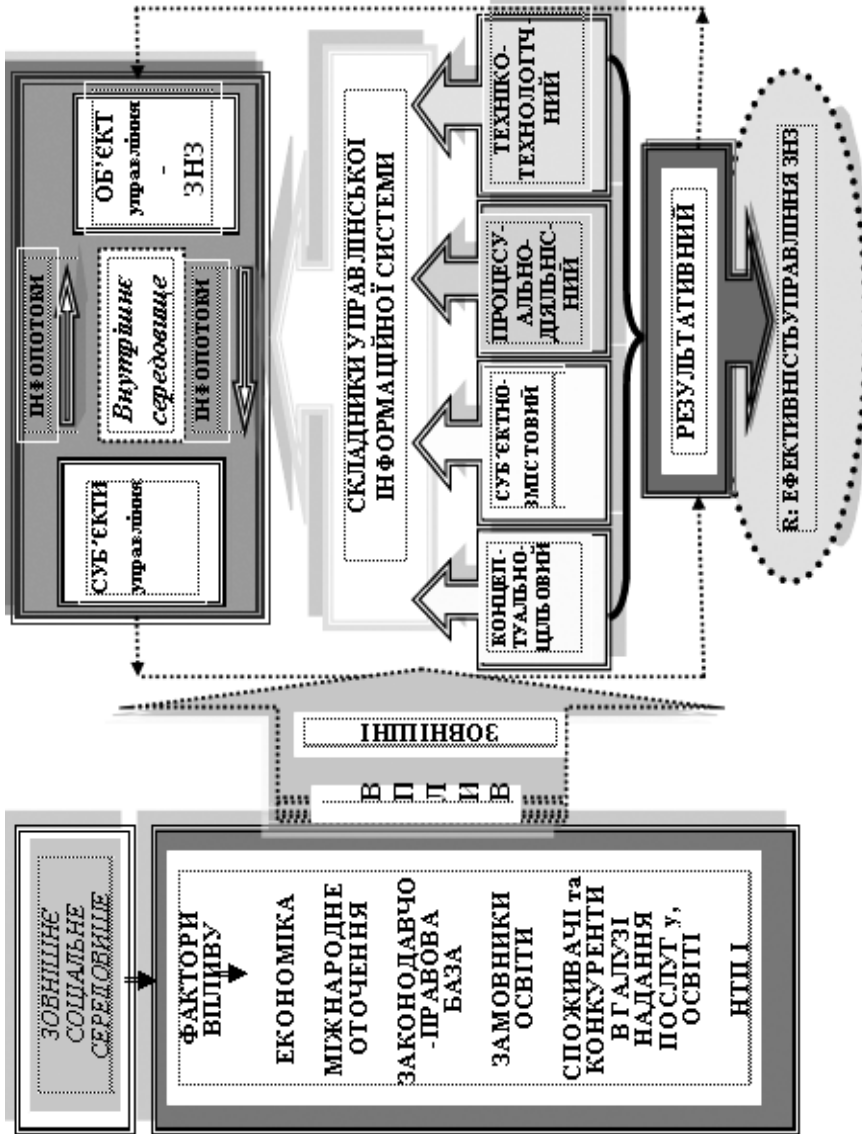 ЗОВНІШНЄ
СОЦІАЛЬНЕ
СЕРЕДОВИЩЕ
ФАКТОРИ
ВПЛИВУ
ЕКОНОМІКА
МІЖНАРОДНЕ
ОТОЧЕННЯ
ЗАКОНОДАВЧО
-ПРАВОВА
БАЗА
ЗАМОВНИКИ
ОСВІТИ
СПОЖИВАЧІ та
КОНКУРЕНТИ
В ГАЛУЗІ
НАДАННЯ
ПОСЛУГ у,
ОСВІТІ
НТП І
ВПЛИВ
ЗОВНІШНІ
СУБ’ЄКТИ
управління
ІНФОПОТОКИ
Внутрішнє
середовище
ІНФОПОТОКИ
ОБ’ЄКТ
управління
-
ЗНЗ
СКЛАДНИКИ УПРАВЛІНСЬКОЇ
ІНФОРМАЦІЙНОЇ СИСТЕМИ
КОНЦЕП-
ТУАЛЬНО-
ЦІЛЬОВИЙ
СУБ’ЄКТНО-
ЗМІСТОВИЙ
ПРОЦЕСУ-
АЛЬНО-
ДІЯЛЬНІС-
НИЙ
ТЕХНІКО-
ТЕХНОЛОГІЧ-
НИЙ
РЕЗУЛЬТАТИВНИЙ
R: ЕФЕКТИВНІСТЬ УПРАВЛІННЯ ЗНЗ